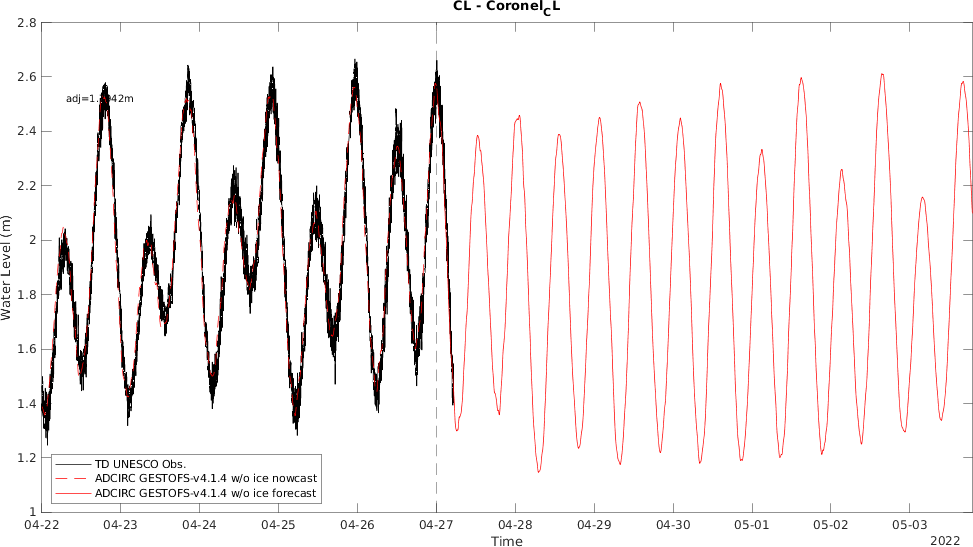 CL - Coronel_CL
2.8
2.6
2.4
2.2
2
1.8
1.6
1.4
1.2
1
Water Level (m)
TD UNESCO Obs.
ADCIRC GESTOFS-v4.1.4 w/o ice nowcast
ADCIRC GESTOFS-v4.1.4 w/o ice forecast
04-22 04-23 04-24 04-25 04-26 04-27 04-28 04-29 04-30 05-01 05-02 05-03
Time
2022